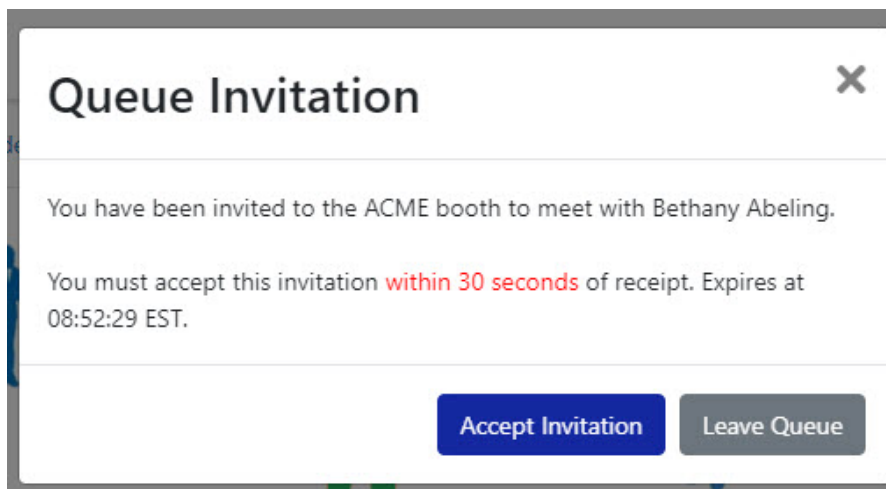 Queue Invitation
You have been invited to the ACME booth to meet with Bethany Abeling.
You must accept this invitation within 30 seconds of receipt. Expires at
08:52:29 EST.
Accept Invitation
Leave Queue